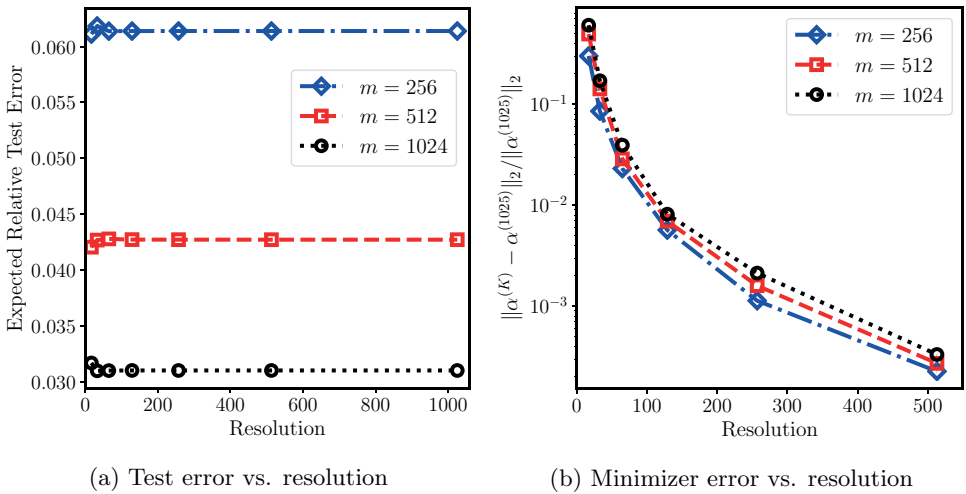 Expected Relative Test Error
0.060
0.055
0.050
0.045
0.040
0.035
0.030
m = 256
m = 512
m = 1024
0 200 400 600 800 1000
Resolution
(a) Test error vs. resolution
||α^(K) − α^(1025)||₂/||α^(1025)||₂
10⁻¹
10⁻²
10⁻³
m = 256
m = 512
m = 1024
0 100 200 300 400 500
Resolution
(b) Minimizer error vs. resolution